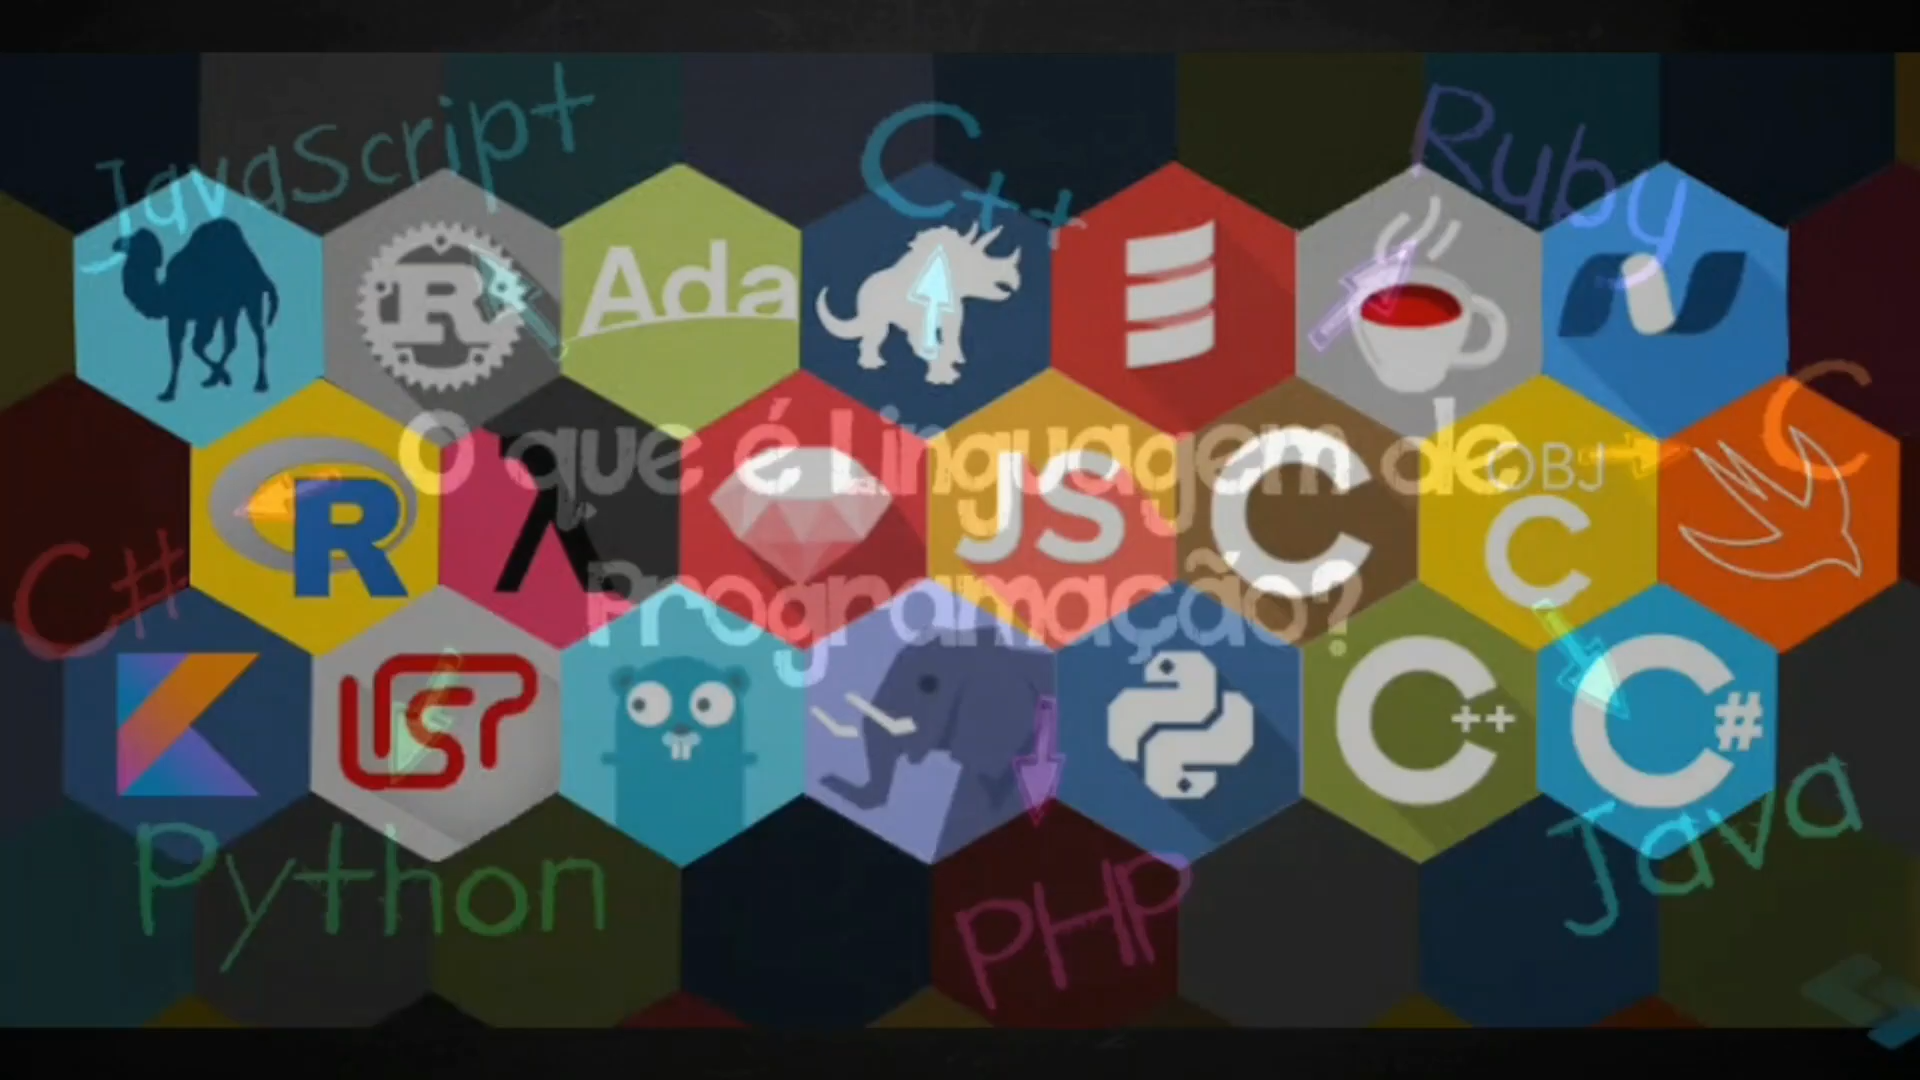 JavaScript
C++
Ruby
R
Ada
O que é Linguagem de
Programação?
C
R
λ
JS
C
OBJ
C
C#
C++
C#
Python
PHP
Java